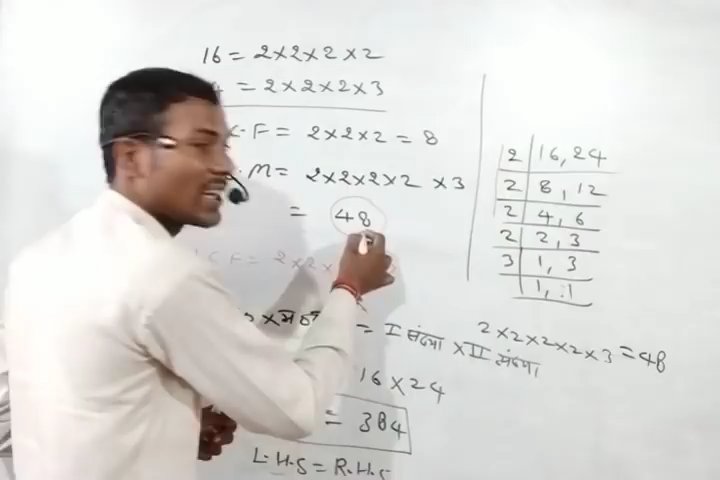 16 = 2×2×2×2
= 2×2×2×3
F = 2×2×2 = 8
M = 2×2×2×2 ×3
= 48
2 16, 24
2 8, 12
2 4, 6
2 2, 3
3 1, 3
1, 1
2×2×2×2×3 = 48
C F = 2×2×
= I संख्या × II संख्या
16 × 24
= 384
L.H.S = R.H.S